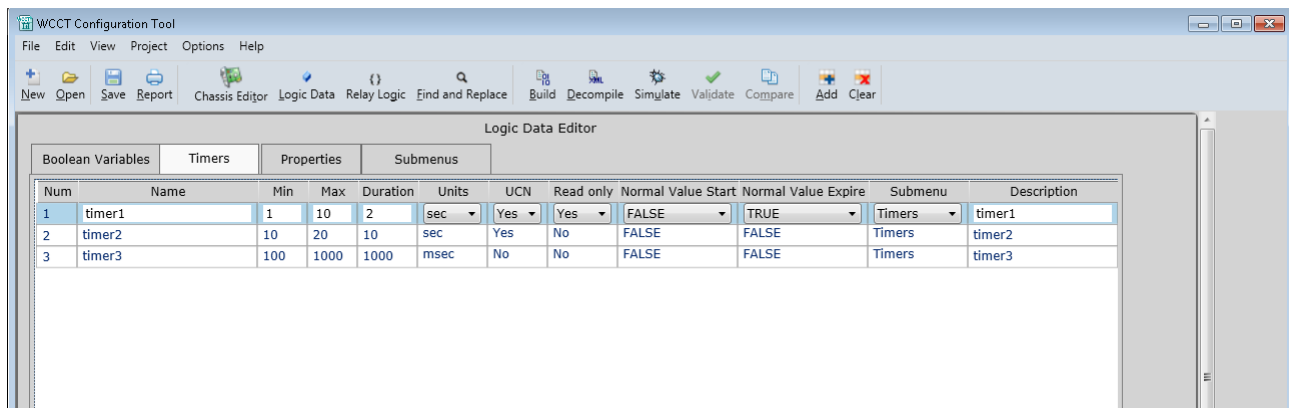 WCCT Configuration Tool
File Edit View Project Options Help
New Open Save Report Chassis Editor Logic Data Relay Logic Find and Replace Build Decompile Simulate Validate Compare Add Clear
Logic Data Editor
Boolean Variables Timers Properties Submenus
Num Name Min Max Duration Units UCN Read only Normal Value Start Normal Value Expire Submenu Description
1 timer1 1 10 2 sec Yes Yes FALSE TRUE Timers timer1
2 timer2 10 20 10 sec Yes No FALSE FALSE Timers timer2
3 timer3 100 1000 1000 msec No No FALSE FALSE Timers timer3